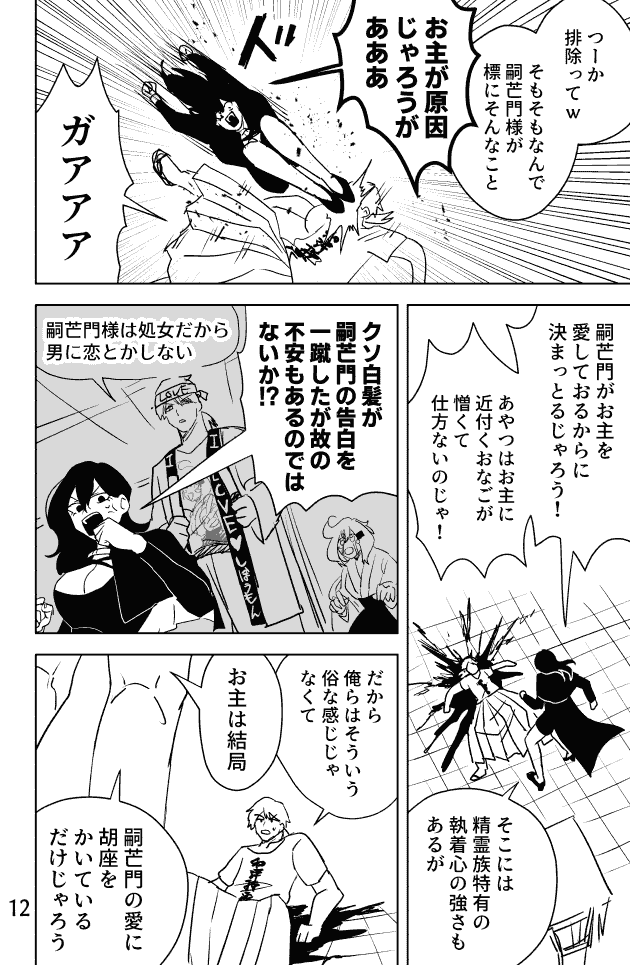 つーか
排除ってｗ
そもそもなんで
嗣芒門様が
標にそんなこと
お主が原因
じゃろうが
あああ
ドズ
ガアアア
嗣芒門がお主を
愛しておるからに
決まっとるじゃろう！
あやつはお主に
近付くおなごが
憎くて
仕方ないのじゃ！
そこには
精霊族特有の
執着心の強さも
あるが
クソ白髪が
嗣芒門の告白を
一蹴したが故の
不安もあるのでは
ないか!?
嗣芒門様は処女だから
男に恋とかしない
LOVE
I LOVE♥しぼうもん
だから
俺らはそういう
俗な感じじゃ
なくて
お主は結局
嗣芒門の愛に
胡座を
かいている
だけじゃろう
12